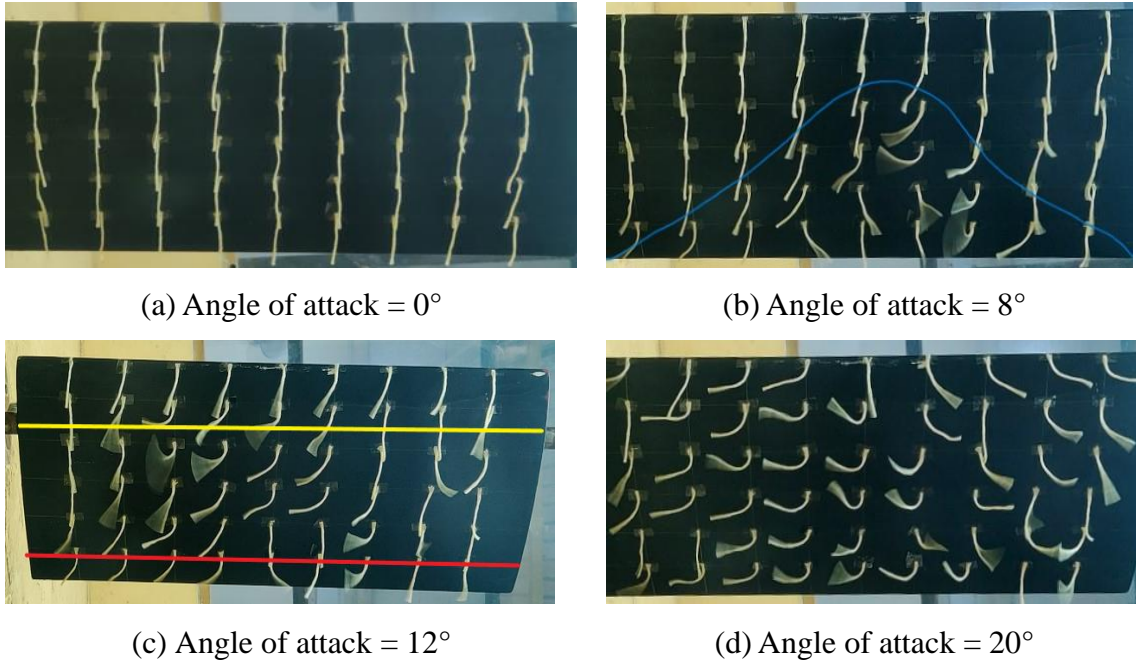 (a) Angle of attack = 0°
(b) Angle of attack = 8°
(c) Angle of attack = 12°
(d) Angle of attack = 20°